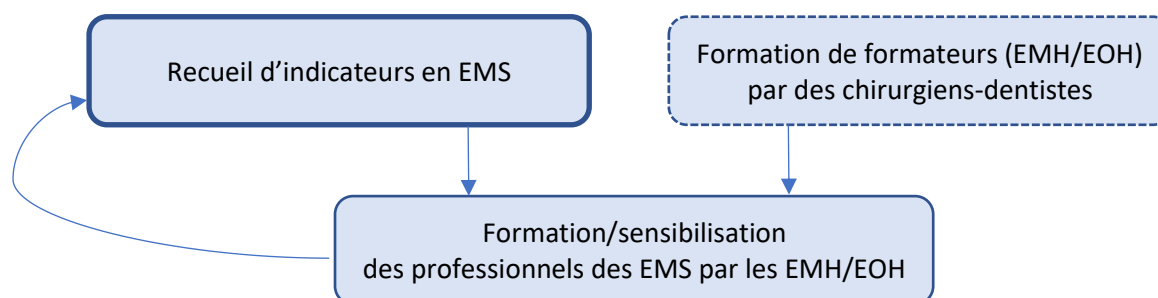 Recueil d’indicateurs en EMS
Formation de formateurs (EMH/EOH)
par des chirurgiens-dentistes
Formation/sensibilisation
des professionnels des EMS par les EMH/EOH